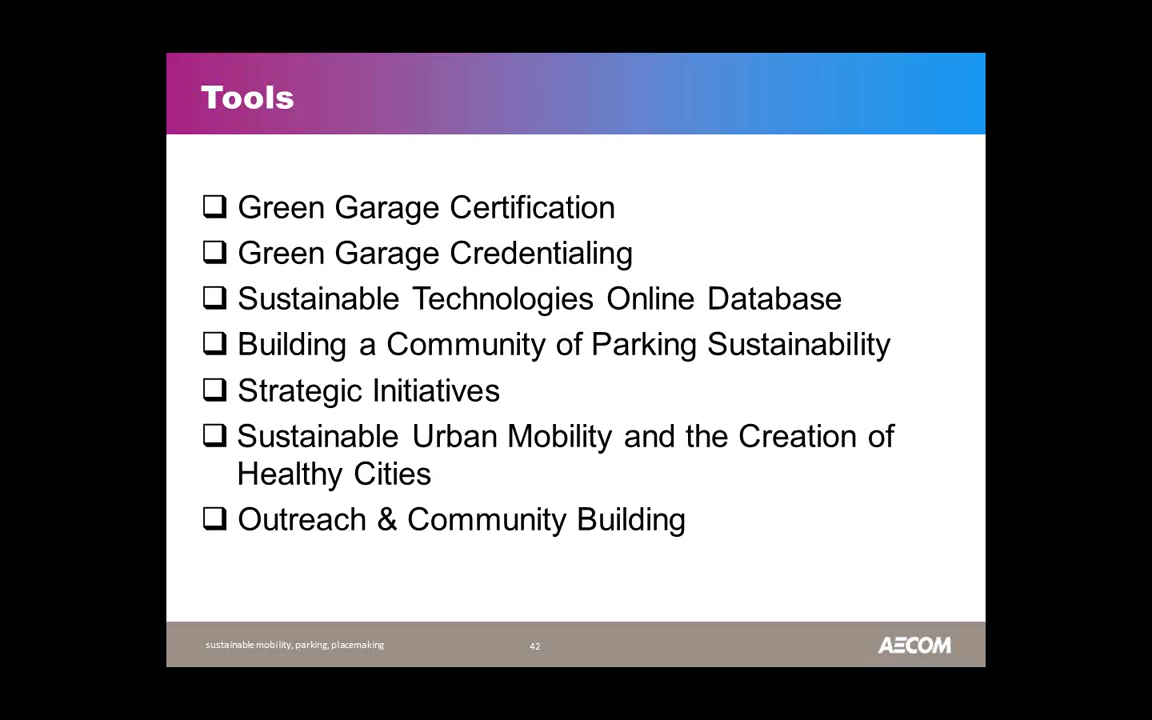 Tools
❑ Green Garage Certification
❑ Green Garage Credentialing
❑ Sustainable Technologies Online Database
❑ Building a Community of Parking Sustainability
❑ Strategic Initiatives
❑ Sustainable Urban Mobility and the Creation of
Healthy Cities
❑ Outreach & Community Building
sustainable mobility, parking, placemaking
42
AECOM